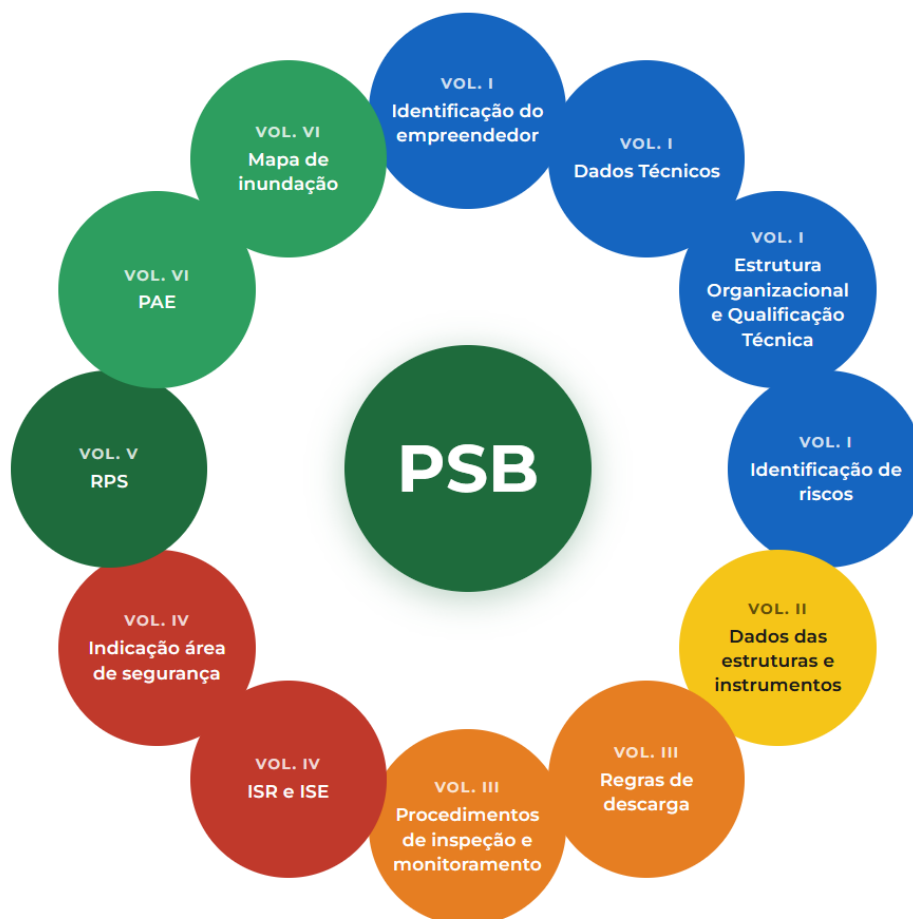 VOL. I
Identificação do
empreendedor
VOL. I
Dados Técnicos
VOL. I
Estrutura
Organizacional
e Qualificação
Técnica
VOL. I
Identificação de
riscos
VOL. II
Dados das
estruturas e
instrumentos
VOL. III
Regras de
descarga
VOL. III
Procedimentos
de inspeção e
monitoramento
VOL. IV
ISR e ISE
VOL. IV
Indicação área
de segurança
VOL. V
RPS
VOL. VI
PAE
VOL. VI
Mapa de
inundação
PSB